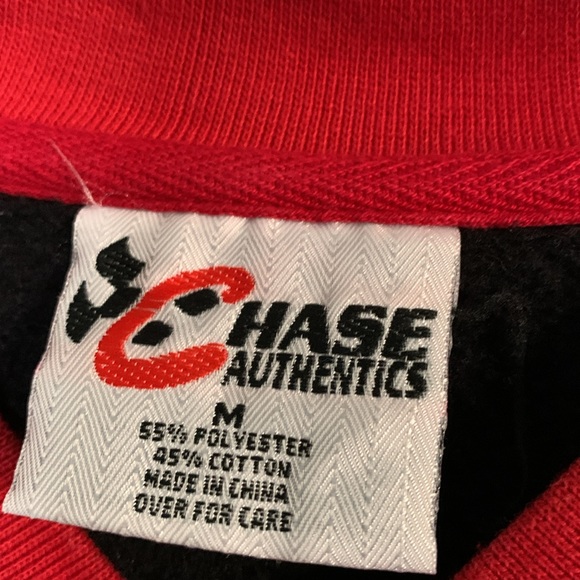 CHASE
AUTHENTICS
M
55% POLYESTER
45% COTTON
MADE IN CHINA
OVER FOR CARE